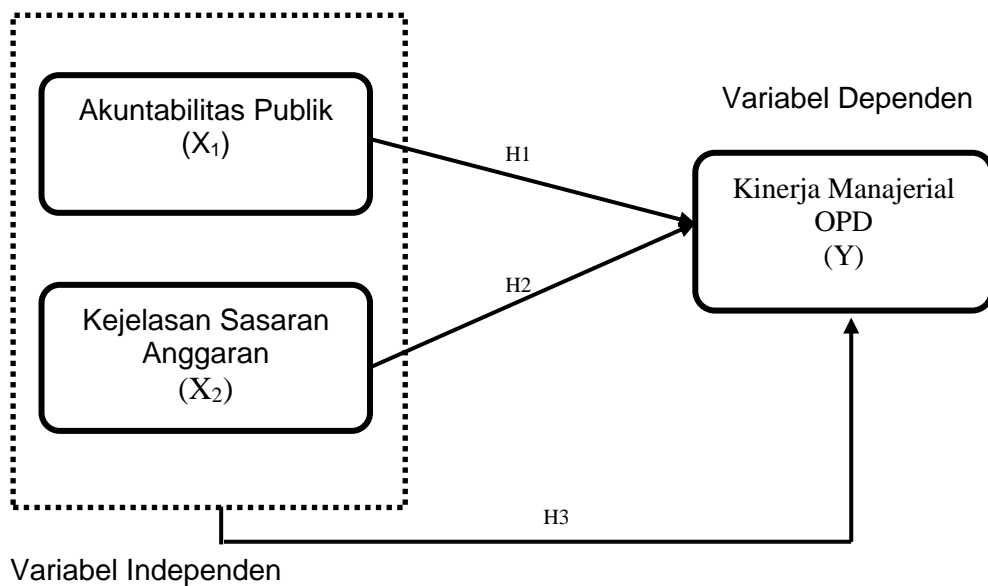 Akuntabilitas Publik
(X₁)
H1
Variabel Dependen
Kinerja Manajerial
OPD
(Y)
Kejelasan Sasaran
Anggaran
(X₂)
H2
H3
Variabel Independen